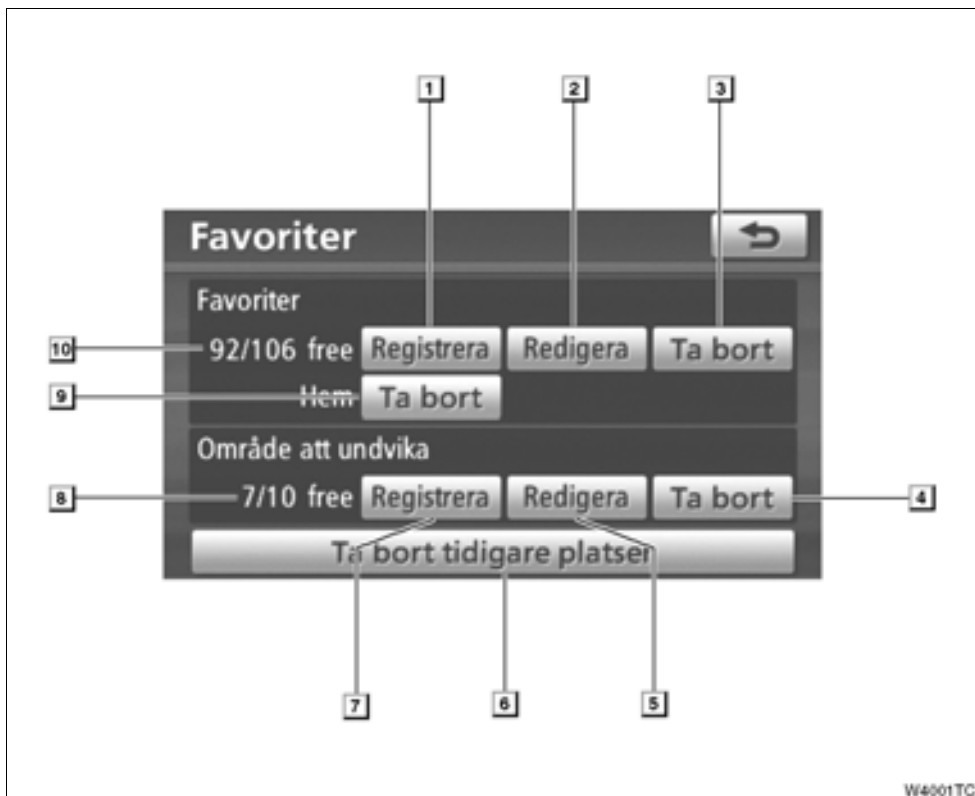 1 2 3
Favoriter
Favoriter
10 92/106 free Registrera Redigera Ta bort
9 Hem Ta bort
Område att undvika
8 7/10 free Registrera Redigera Ta bort 4
Ta bort tidigare platser
7 6 5
W4001TC